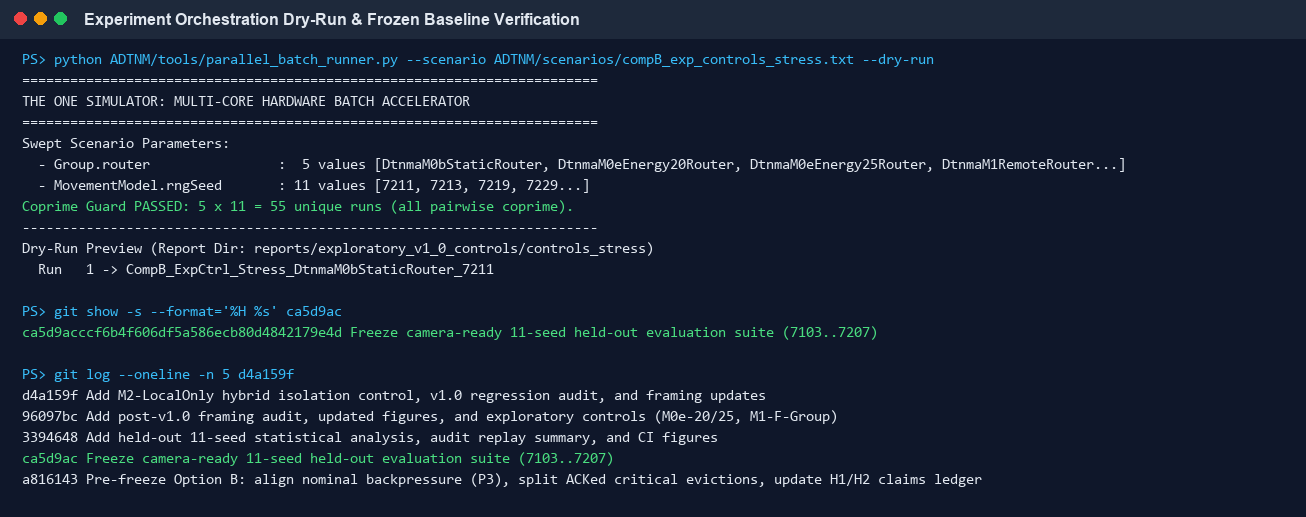 Experiment Orchestration Dry-Run & Frozen Baseline Verification
PS> python ADTNM/tools/parallel_batch_runner.py --scenario ADTNM/scenarios/compB_exp_controls_stress.txt --dry-run
========================================================================
THE ONE SIMULATOR: MULTI-CORE HARDWARE BATCH ACCELERATOR
========================================================================
Swept Scenario Parameters:
  - Group.router                :  5 values [DtnmaM0bStaticRouter, DtnmaM0eEnergy20Router, DtnmaM0eEnergy25Router, DtnmaM1RemoteRouter...]
  - MovementModel.rngSeed       : 11 values [7211, 7213, 7219, 7229...]
Coprime Guard PASSED: 5 x 11 = 55 unique runs (all pairwise coprime).
------------------------------------------------------------------------
Dry-Run Preview (Report Dir: reports/exploratory_v1_0_controls/controls_stress)
  Run   1 -> CompB_ExpCtrl_Stress_DtnmaM0bStaticRouter_7211
PS> git show -s --format='%H %s' ca5d9ac
ca5d9acccf6b4f606df5a586ecb80d4842179e4d Freeze camera-ready 11-seed held-out evaluation suite (7103..7207)
PS> git log --oneline -n 5 d4a159f
d4a159f Add M2-LocalOnly hybrid isolation control, v1.0 regression audit, and framing updates
96097bc Add post-v1.0 framing audit, updated figures, and exploratory controls (M0e-20/25, M1-F-Group)
3394648 Add held-out 11-seed statistical analysis, audit replay summary, and CI figures
ca5d9ac Freeze camera-ready 11-seed held-out evaluation suite (7103..7207)
a816143 Pre-freeze Option B: align nominal backpressure (P3), split ACKed critical evictions, update H1/H2 claims ledger